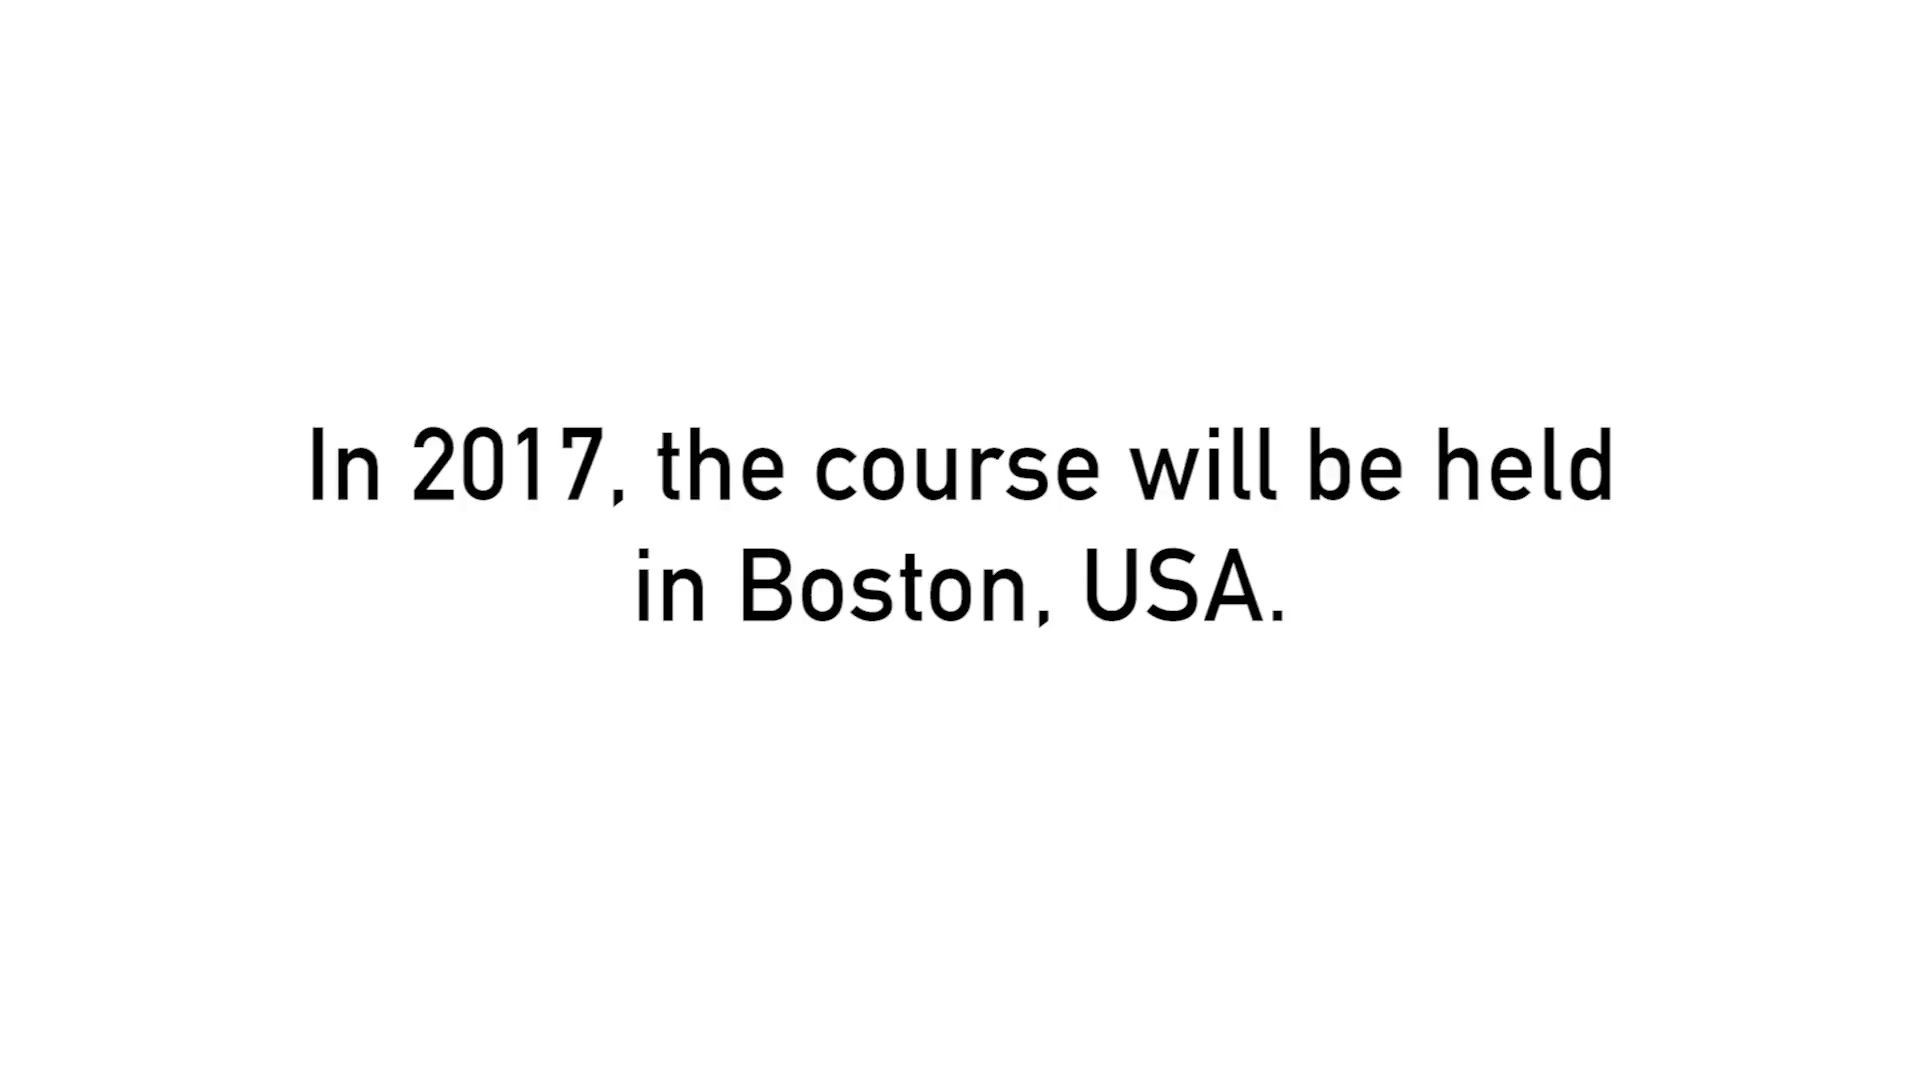 In 2017, the course will be held
in Boston, USA.